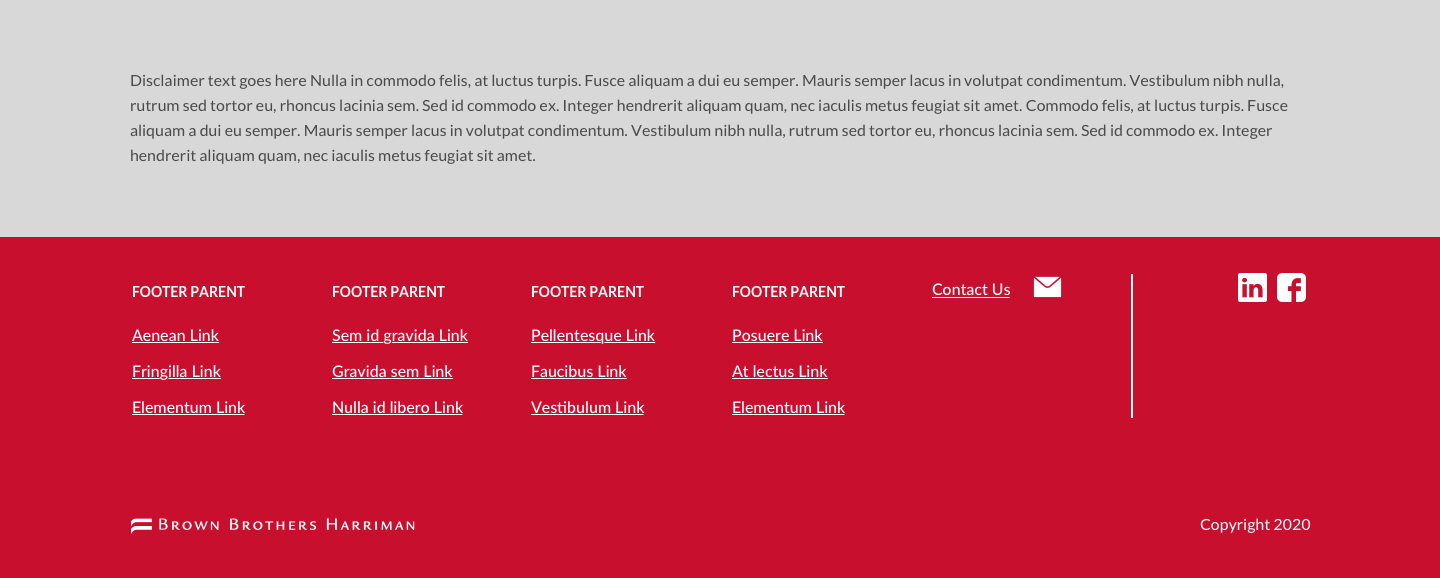 Disclaimer text goes here Nulla in commodo felis, at luctus turpis. Fusce aliquam a dui eu semper. Mauris semper lacus in volutpat condimentum. Vestibulum nibh nulla,
rutrum sed tortor eu, rhoncus lacinia sem. Sed id commodo ex. Integer hendrerit aliquam quam, nec iaculis metus feugiat sit amet. Commodo felis, at luctus turpis. Fusce
aliquam a dui eu semper. Mauris semper lacus in volutpat condimentum. Vestibulum nibh nulla, rutrum sed tortor eu, rhoncus lacinia sem. Sed id commodo ex. Integer
hendrerit aliquam quam, nec iaculis metus feugiat sit amet.
FOOTER PARENT
Aenean Link
Fringilla Link
Elementum Link
FOOTER PARENT
Sem id gravida Link
Gravida sem Link
Nulla id libero Link
FOOTER PARENT
Pellentesque Link
Faucibus Link
Vestibulum Link
FOOTER PARENT
Posuere Link
At lectus Link
Elementum Link
Contact Us
in f
BROWN BROTHERS HARRIMAN
Copyright 2020